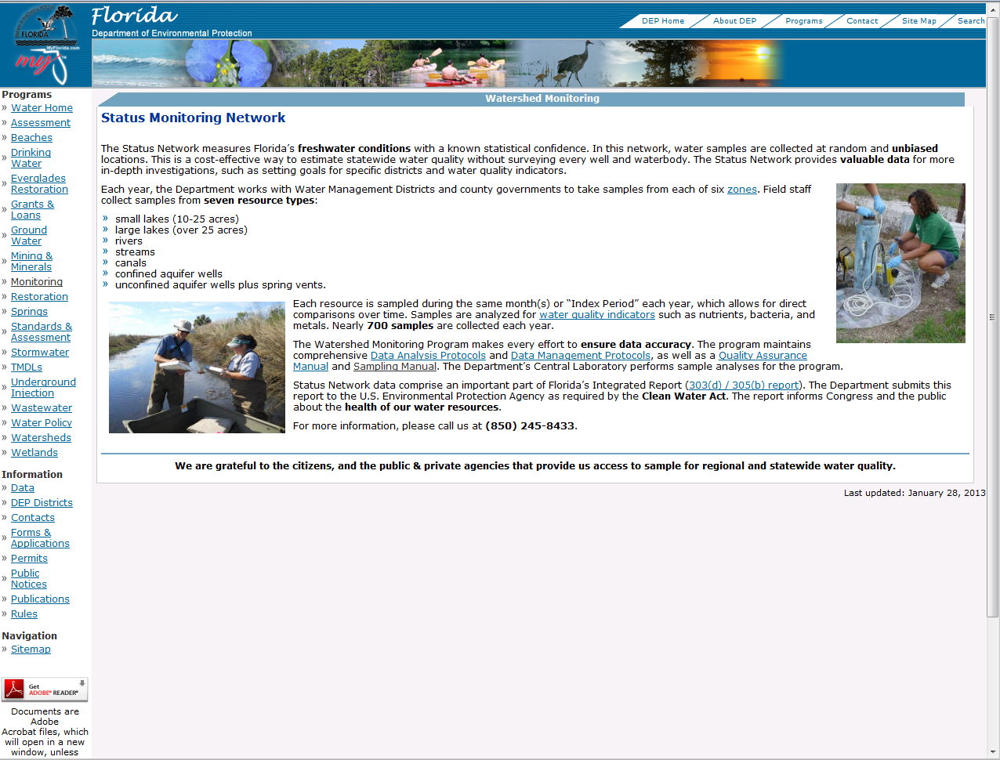 FLORIDA
MyFlorida.com
my
Florida
Department of Environmental Protection
DEP Home
About DEP
Programs
Contact
Site Map
Search
Programs
» Water Home
» Assessment
» Beaches
» Drinking
Water
» Everglades
Restoration
» Grants &
Loans
» Ground
Water
» Mining &
Minerals
» Monitoring
» Restoration
» Springs
» Standards &
Assessment
» Stormwater
» TMDLs
» Underground
Injection
» Wastewater
» Water Policy
» Watersheds
» Wetlands
Information
» Data
» DEP Districts
» Contacts
» Forms &
Applications
» Permits
» Public
Notices
» Publications
» Rules
Navigation
» Sitemap
Get
ADOBE® READER®
Documents are
Adobe
Acrobat files, which
will open in a new
window, unless
Watershed Monitoring
Status Monitoring Network
The Status Network measures Florida's freshwater conditions with a known statistical confidence. In this network, water samples are collected at random and unbiased
locations. This is a cost-effective way to estimate statewide water quality without surveying every well and waterbody. The Status Network provides valuable data for more
in-depth investigations, such as setting goals for specific districts and water quality indicators.
Each year, the Department works with Water Management Districts and county governments to take samples from each of six zones. Field staff
collect samples from seven resource types:
» small lakes (10-25 acres)
» large lakes (over 25 acres)
» rivers
» streams
» canals
» confined aquifer wells
» unconfined aquifer wells plus spring vents.
Each resource is sampled during the same month(s) or “Index Period” each year, which allows for direct
comparisons over time. Samples are analyzed for water quality indicators such as nutrients, bacteria, and
metals. Nearly 700 samples are collected each year.
The Watershed Monitoring Program makes every effort to ensure data accuracy. The program maintains
comprehensive Data Analysis Protocols and Data Management Protocols, as well as a Quality Assurance
Manual and Sampling Manual. The Department's Central Laboratory performs sample analyses for the program.
Status Network data comprise an important part of Florida's Integrated Report (303(d) / 305(b) report). The Department submits this
report to the U.S. Environmental Protection Agency as required by the Clean Water Act. The report informs Congress and the public
about the health of our water resources.
For more information, please call us at (850) 245-8433.
We are grateful to the citizens, and the public & private agencies that provide us access to sample for regional and statewide water quality.
Last updated: January 28, 2013